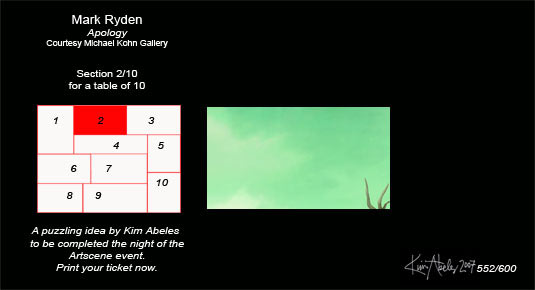 Mark Ryden
Apology
Courtesy Michael Kohn Gallery
Section 2/10
for a table of 10
1 2 3
4 5
6 7
8 9 10
A puzzling idea by Kim Abeles
to be completed the night of the
Artscene event.
Print your ticket now.
Kim Abeles 2007 552/600